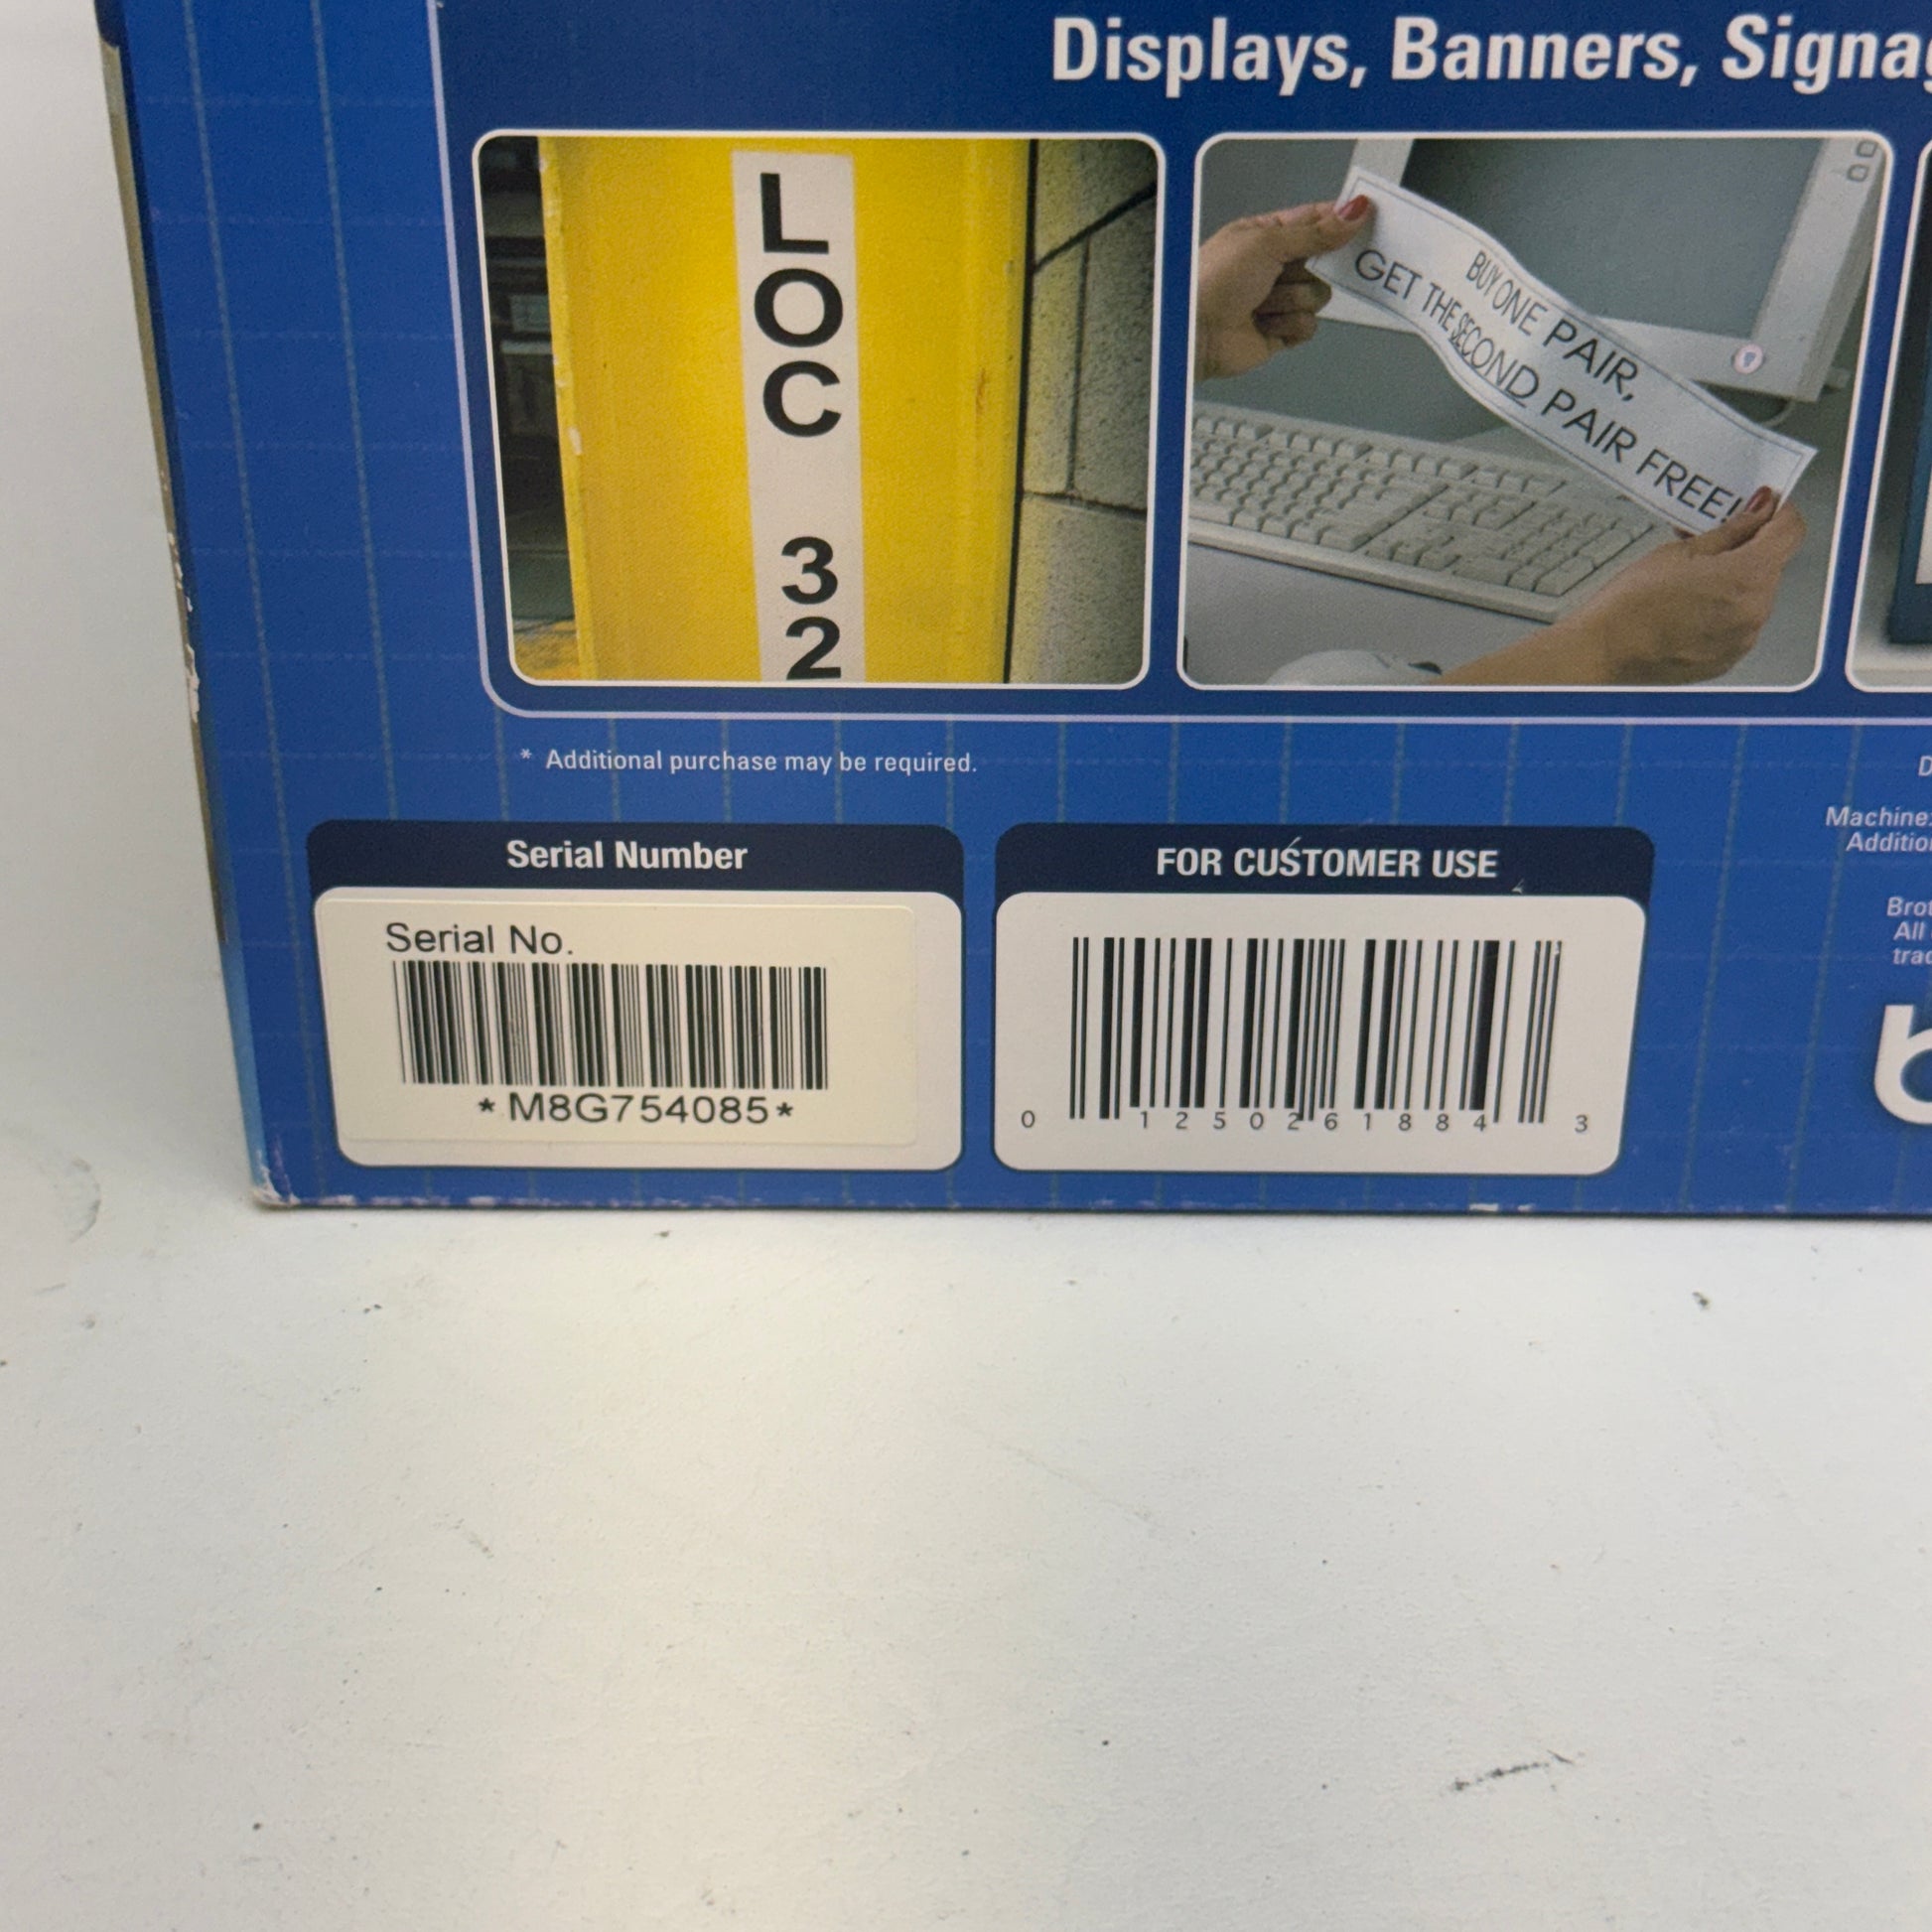 Displays, Banners,
L
O
C
3
2
BUY ONE PAIR,
GET THE SECOND PAIR FREE!
* Additional purchase may be required.
Serial Number
Serial No.
*M8G754085*
FOR CUSTOMER USE
0 12502 61884 3
All